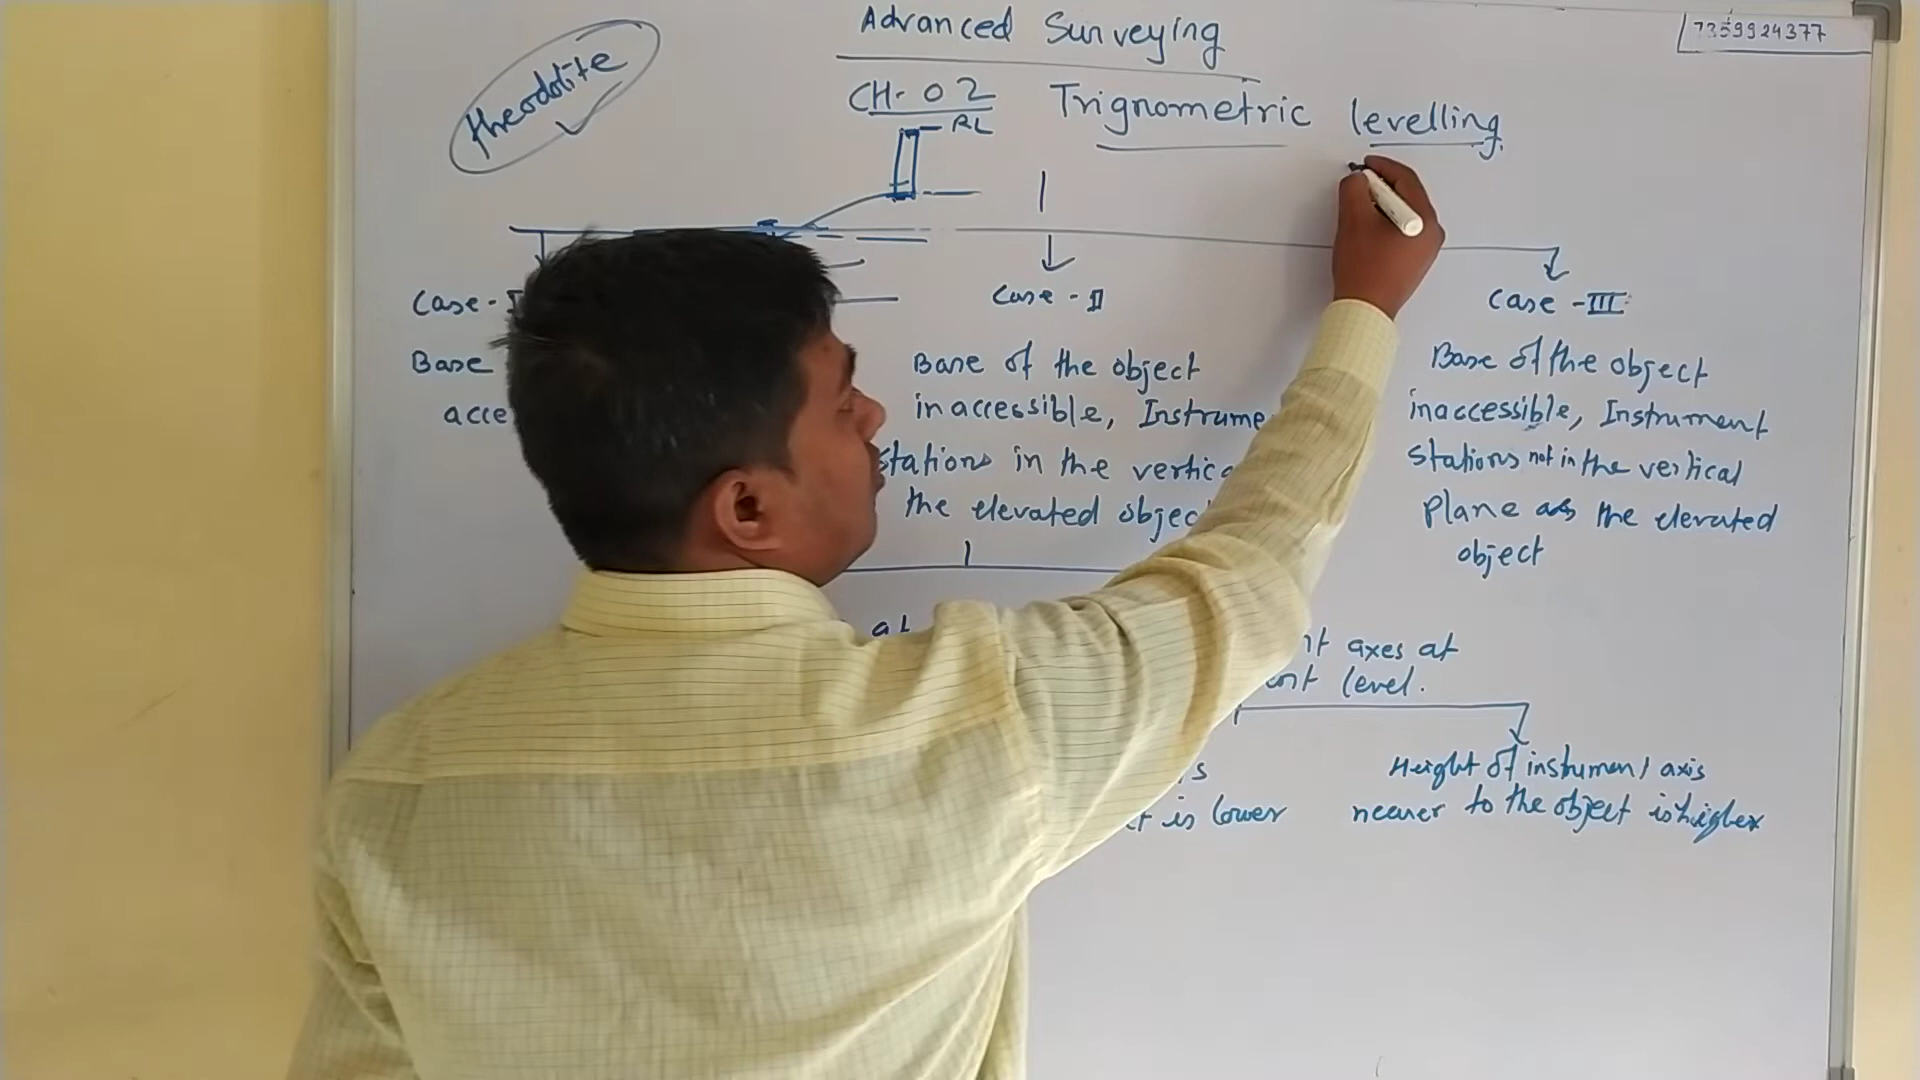 Advanced Surveying
7359924377
theodolite
CH-02 Trignometric levelling
RL
Case - I
Case - II
Case - III
Base
acce
Base of the object
inaccessible, Instrume
stations in the vertica
the elevated objec
Base of the object
inaccessible, Instrument
stations not in the vertical
plane as the elevated
object
at
nt axes at
ent level.
is lower
Height of instrument axis
nearer to the object is higher